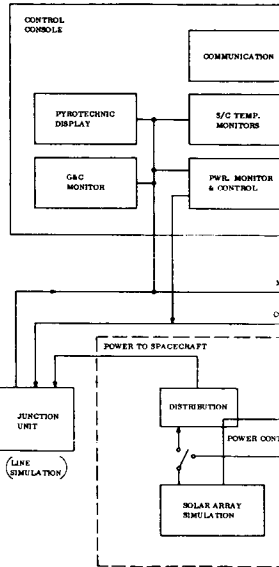 CONTROL
CONSOLE
COMMUNICATION
PYROTECHNIC
DISPLAY
S/C TEMP.
MONITORS
G&C
MONITOR
PWR. MONITOR
& CONTROL
POWER TO SPACECRAFT
JUNCTION
UNIT
(LINE
SIMULATION)
DISTRIBUTION
POWER CONT
SOLAR ARRAY
SIMULATION